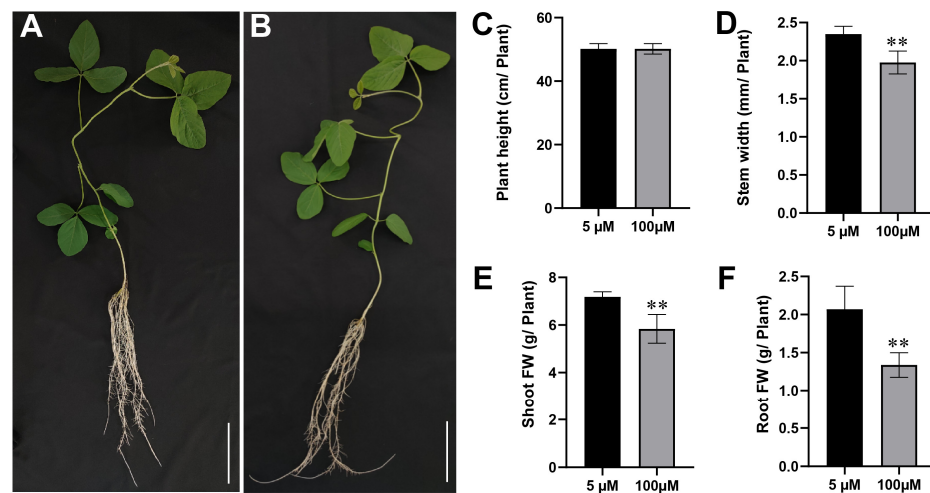 A
B
C
Plant height (cm/ Plant)
60
40
20
0
5 µM
100µM
D
Stem width (mm/ Plant)
2.5
2.0
1.5
1.0
0.5
0.0
**
5 µM
100µM
E
Shoot FW (g/ Plant)
8
6
4
2
0
**
5 µM
100µM
F
Root FW (g/ Plant)
2.5
2.0
1.5
1.0
0.5
0.0
**
5 µM
100µM